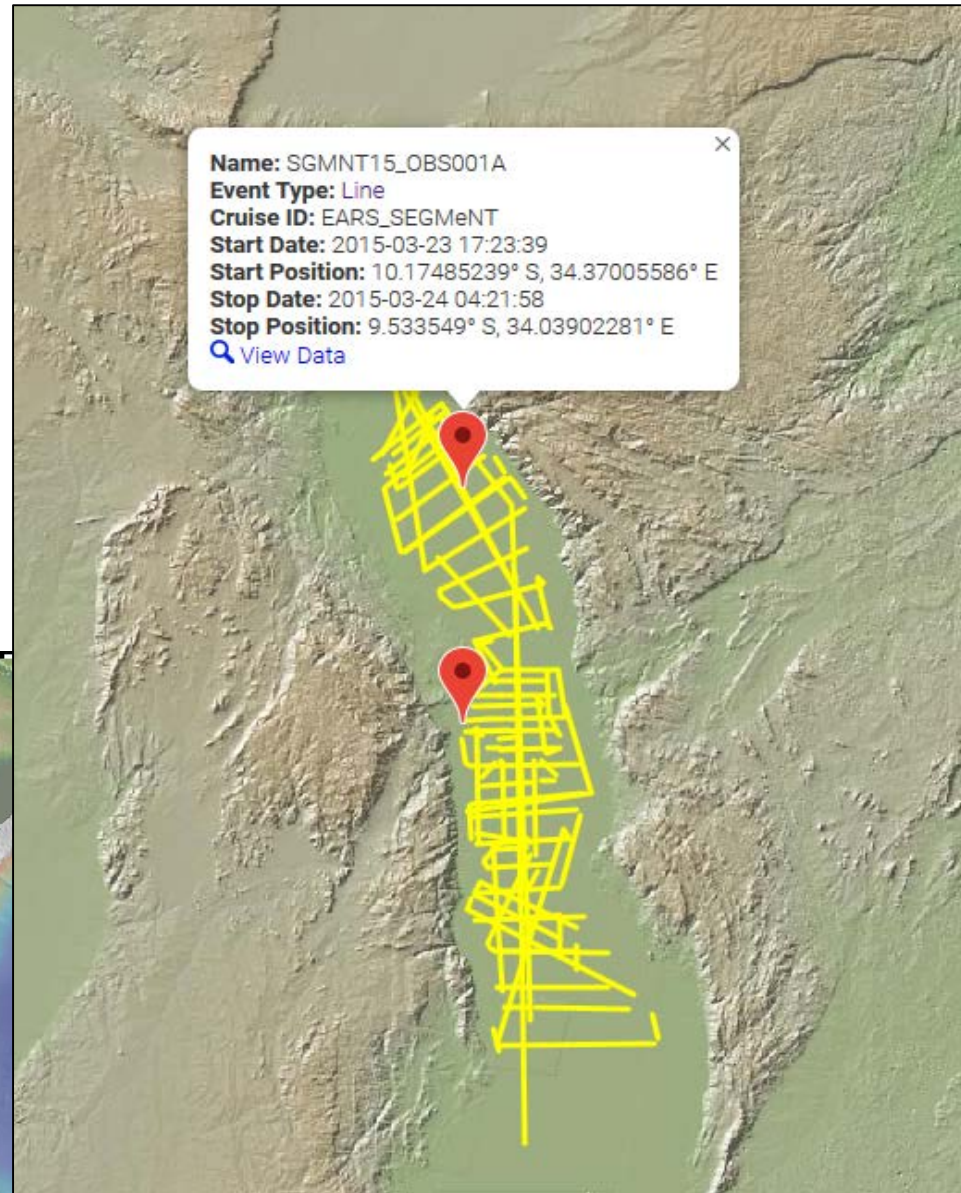 Name: SGMNT15_OBS001A
Event Type: Line
Cruise ID: EARS_SEGMeNT
Start Date: 2015-03-23 17:23:39
Start Position: 10.17485239° S, 34.37005586° E
Stop Date: 2015-03-24 04:21:58
Stop Position: 9.533549° S, 34.03902281° E
View Data